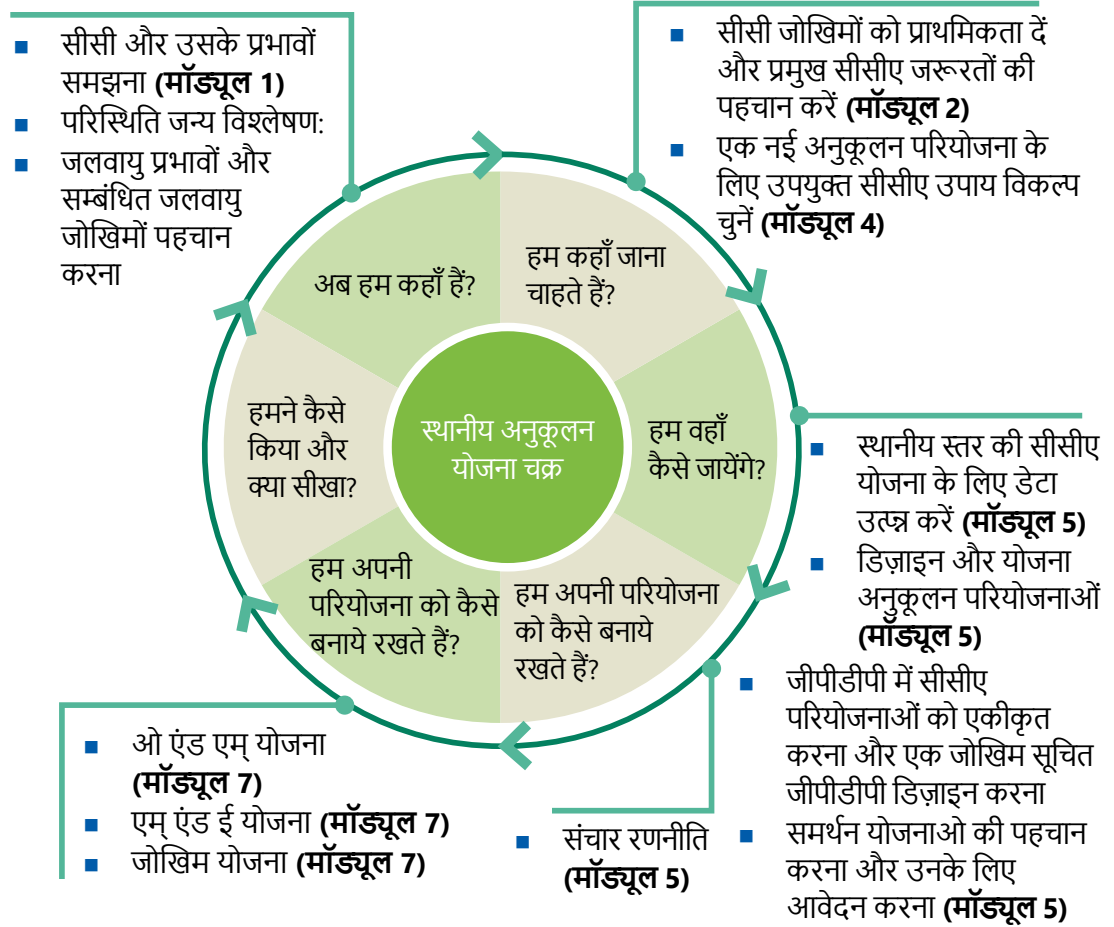 सीसी और उसके प्रभावों
समझना (मॉड्यूल 1)
परिस्थिति जन्य विश्लेषण:
जलवायु प्रभावों और
सम्बंधित जलवायु
जोखिमों पहचान
करना
सीसी जोखिमों को प्राथमिकता दें
और प्रमुख सीसीए जरूरतों की
पहचान करें (मॉड्यूल 2)
एक नई अनुकूलन परियोजना के
लिए उपयुक्त सीसीए उपाय विकल्प
चुनें (मॉड्यूल 4)
अब हम कहाँ हैं?
हम कहाँ जाना
चाहते हैं?
हमने कैसे
किया और
क्या सीखा?
स्थानीय अनुकूलन
योजना चक्र
हम वहाँ
कैसे जायेंगे?
हम अपनी
परियोजना को कैसे
बनाये रखते हैं?
हम अपनी परियोजना
को कैसे बनाये
रखते हैं?
स्थानीय स्तर की सीसीए
योजना के लिए डेटा
उत्पन्न करें (मॉड्यूल 5)
डिज़ाइन और योजना
अनुकूलन परियोजनाओं
(मॉड्यूल 5)
जीपीडीपी में सीसीए
परियोजनाओं को एकीकृत
करना और एक जोखिम सूचित
जीपीडीपी डिज़ाइन करना
समर्थन योजनाओ की पहचान
करना और उनके लिए
आवेदन करना (मॉड्यूल 5)
संचार रणनीति
(मॉड्यूल 5)
ओ एंड एम् योजना
(मॉड्यूल 7)
एम् एंड ई योजना (मॉड्यूल 7)
जोखिम योजना (मॉड्यूल 7)